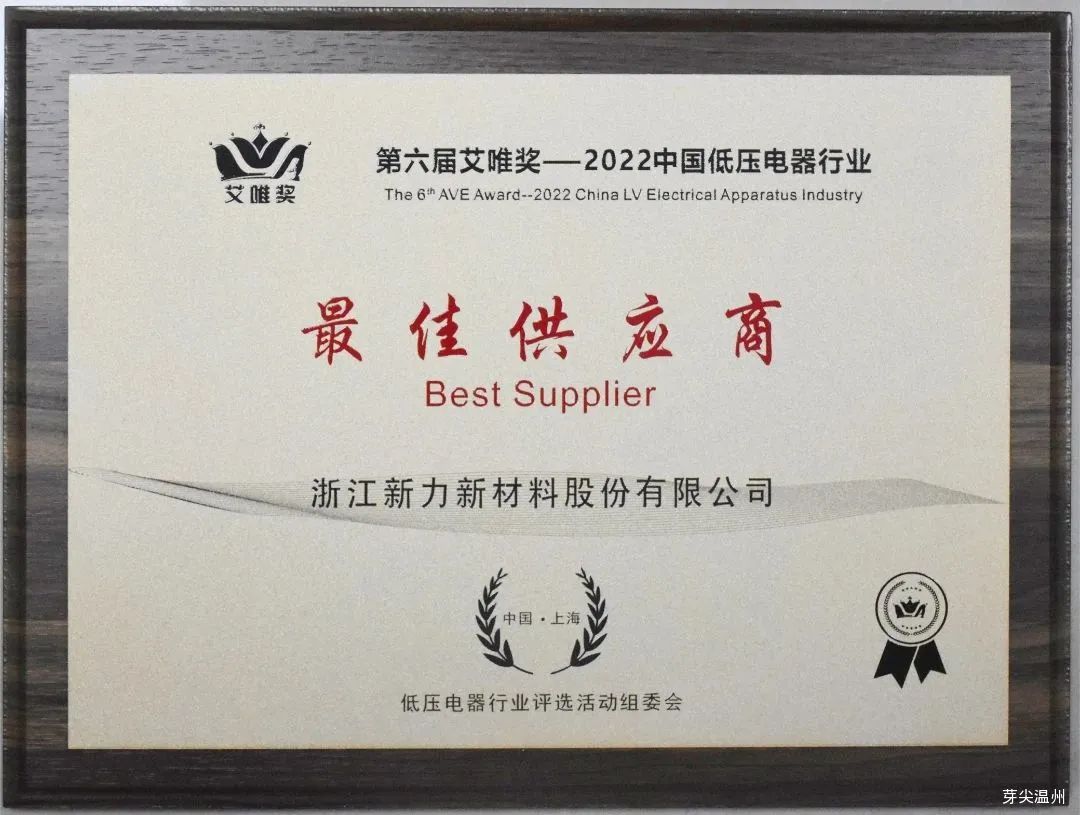 艾唯奖
第六届艾唯奖——2022中国低压电器行业
The 6th AVE Award--2022 China LV Electrical Apparatus Industry
最佳供应商
Best Supplier
浙江新力新材料股份有限公司
中国·上海
低压电器行业评选活动组委会
芽尖温州